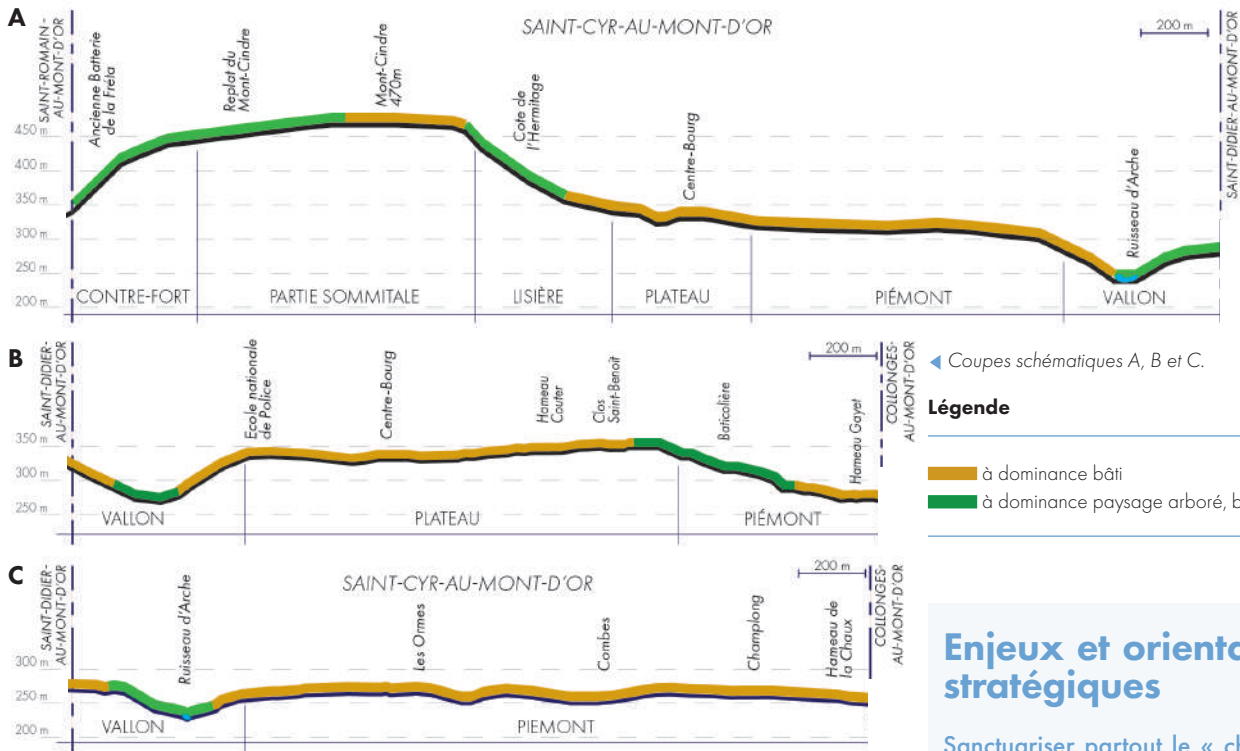 A
SAINT-ROMAIN-
AU-MONT-D'OR
Ancienne Batterie
de la Fréla
Replat du
Mont-Cindre
Mont-Cindre
470m
SAINT-CYR-AU-MONT-D'OR
Cote de
l'Hermitage
Centre-Bourg
Ruisseau d'Arche
200 m
SAINT-DIDIER-AU-MONT-D'OR
450 m
400 m
350 m
300 m
250 m
200 m
CONTRE-FORT
PARTIE SOMMITALE
LISIÈRE
PLATEAU
PIÉMONT
VALLON
B
SAINT-DIDIER-
AU-MONT-D'OR
Ecole nationale
de Police
Centre-Bourg
Hameau
Couter
Clos
Saint-Benoît
Baticolière
Hameau Gayet
200 m
COLLONGES-
AU-MONT-D'OR
350 m
300 m
250 m
VALLON
PLATEAU
PIÉMONT
Coupes schématiques A, B et C.
Légende
à dominance bâti
à dominance paysage arboré, b
C
SAINT-DIDIER-
AU-MONT-D'OR
Ruisseau d'Arche
SAINT-CYR-AU-MONT-D'OR
Les Ormes
Combes
Champlong
Hameau de
la Chaux
200 m
COLLONGES-
AU-MONT-D'OR
300 m
250 m
200 m
VALLON
PIEMONT
Enjeux et orienta
stratégiques
Sanctuariser partout le « ch